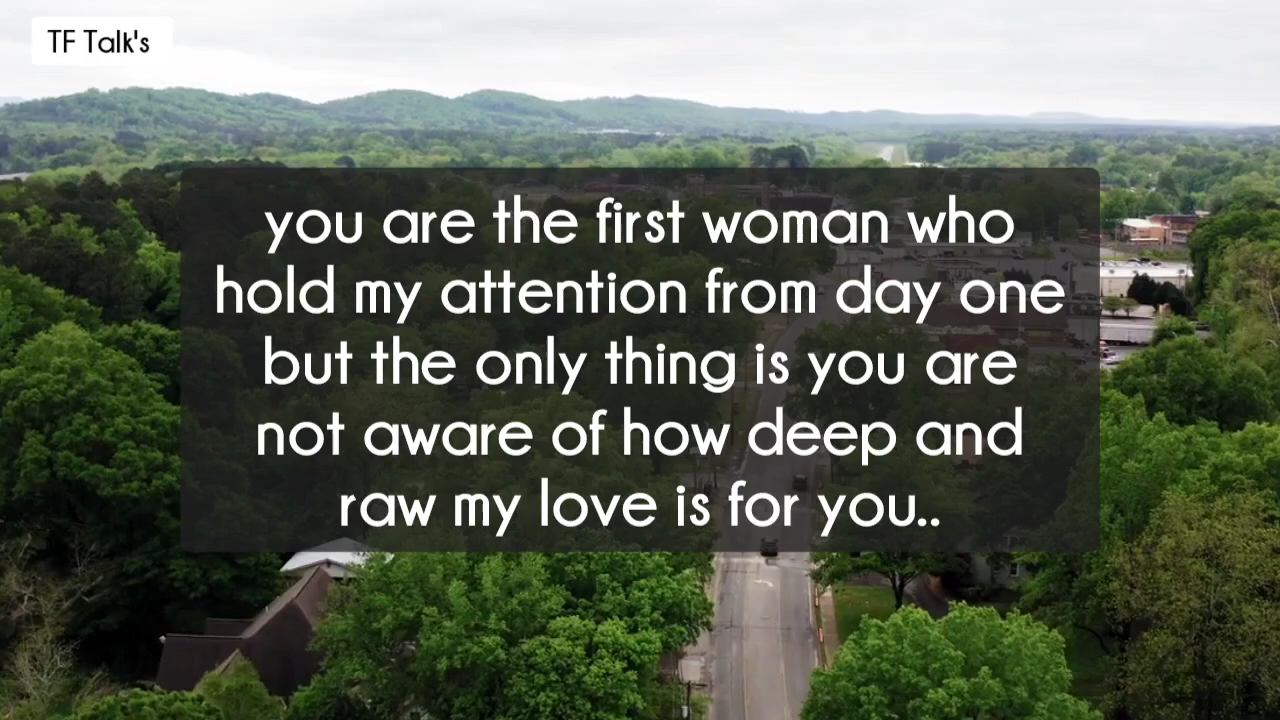 TF Talk's
you are the first woman who
hold my attention from day one
but the only thing is you are
not aware of how deep and
raw my love is for you..